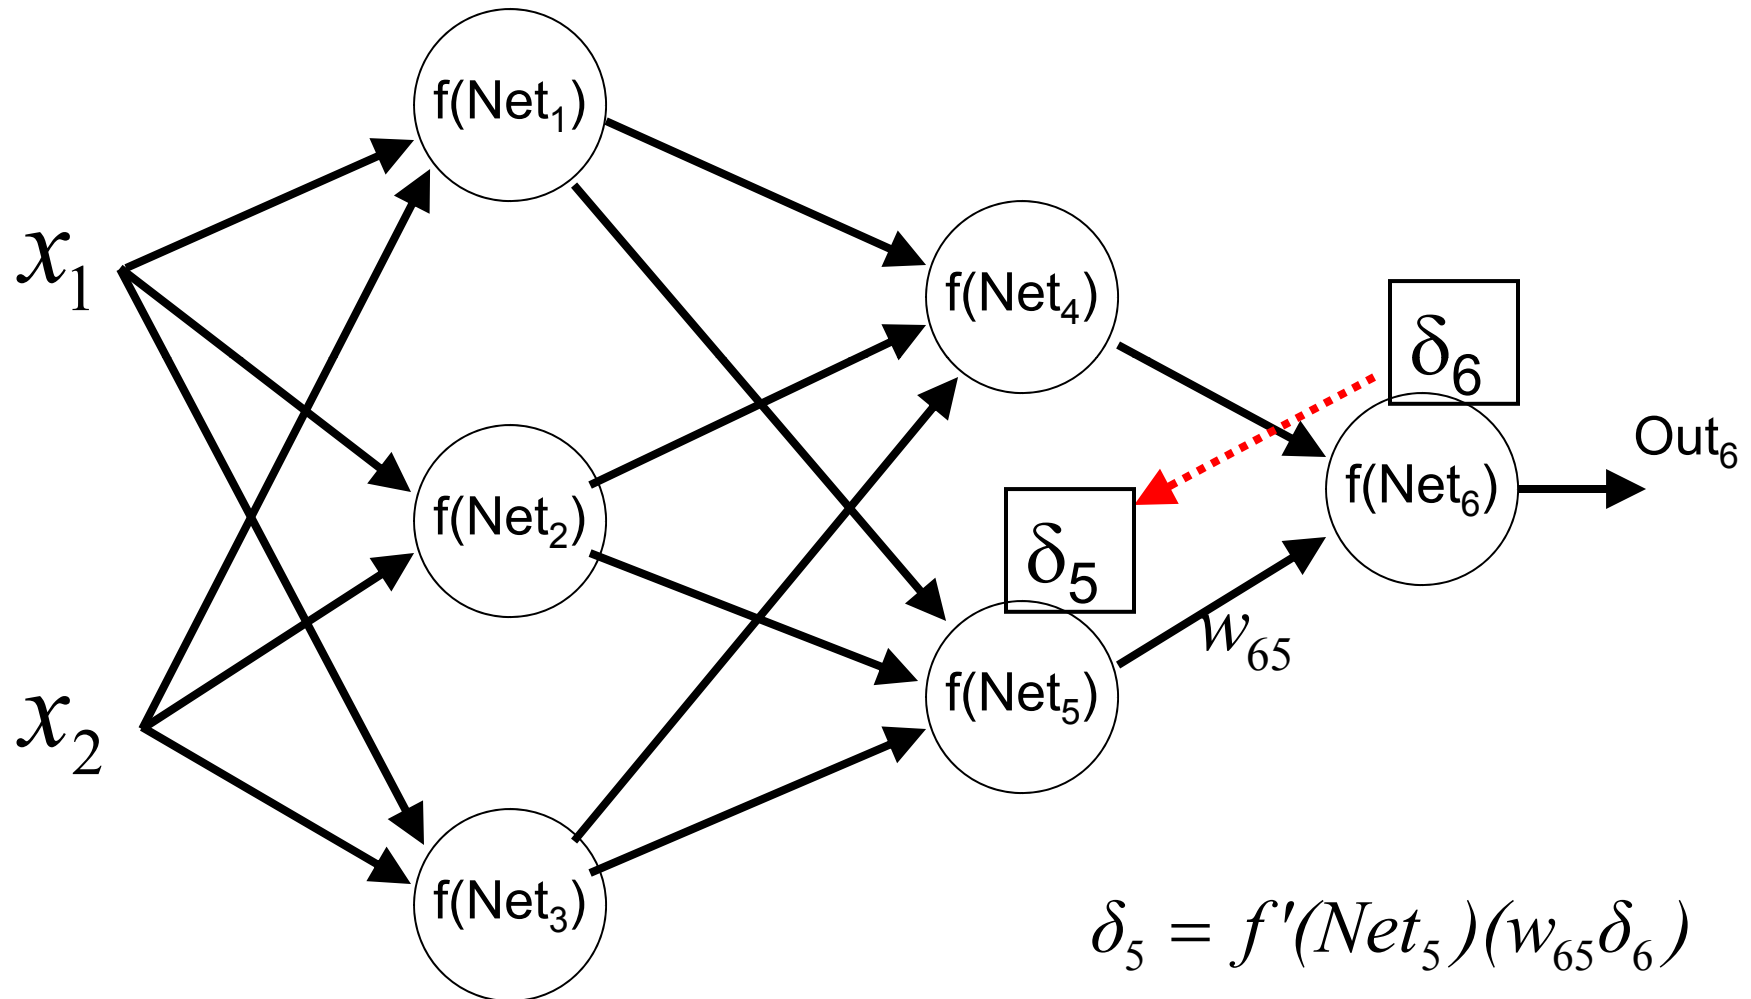 f(Net₁)
x₁
f(Net₄)
δ₆
Out₆
f(Net₂)
f(Net₆)
δ₅
w₆₅
x₂
f(Net₅)
f(Net₃)
δ₅ = f'(Net₅)(w₆₅δ₆)